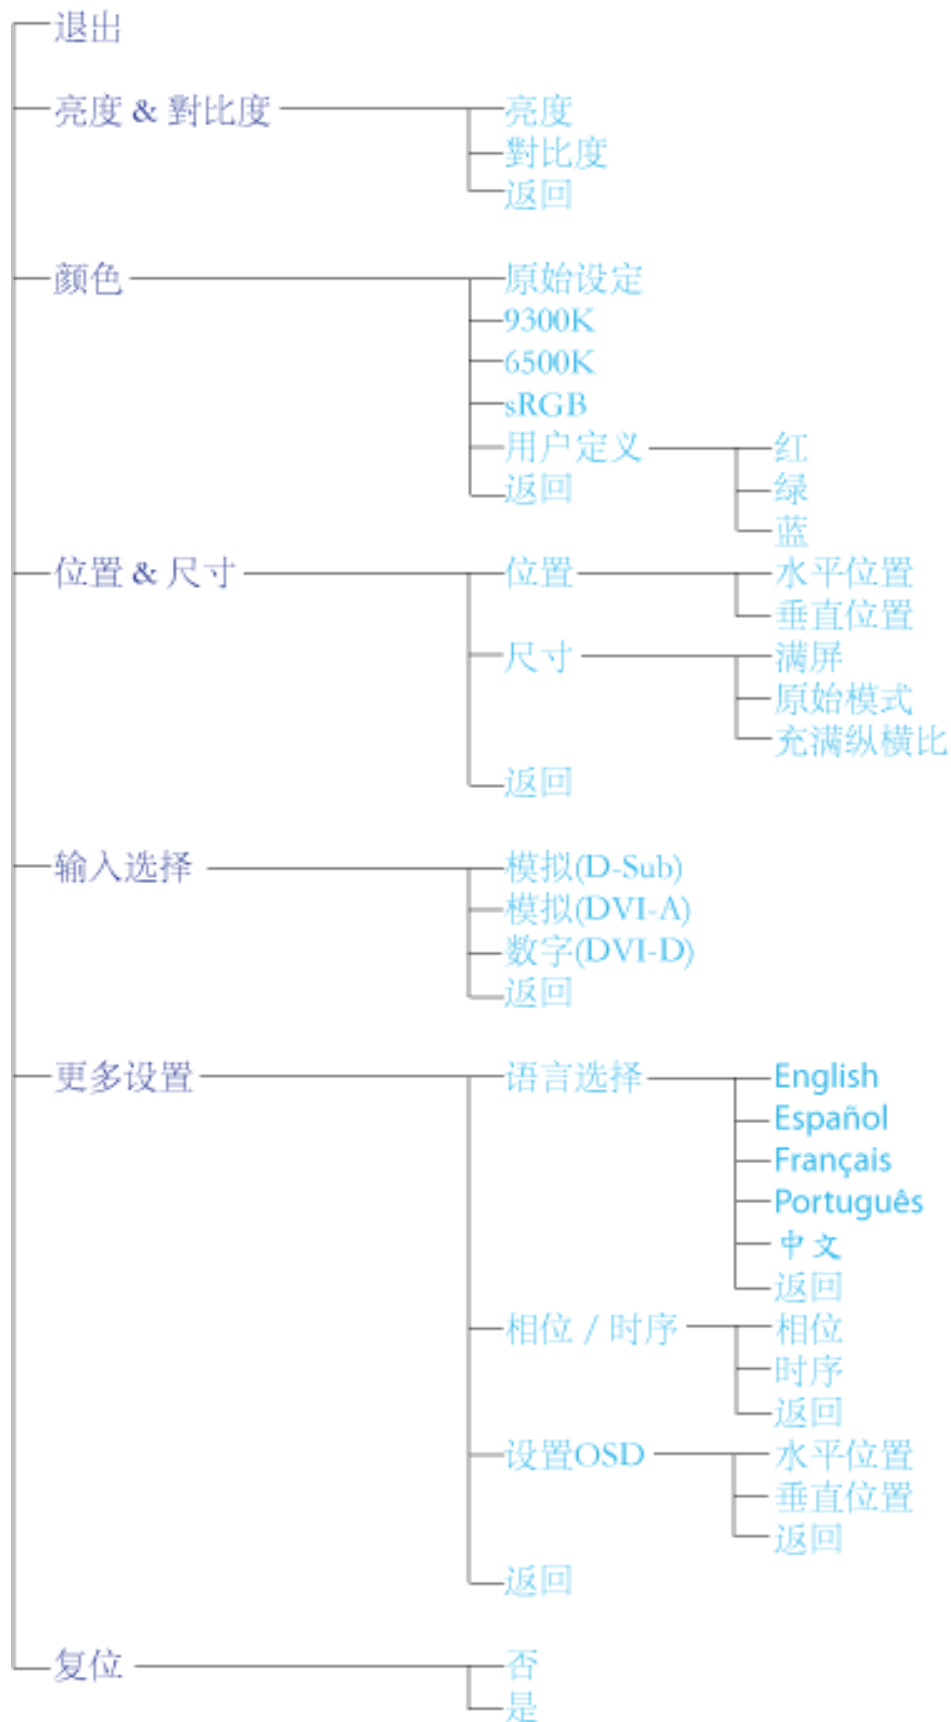 退出
亮度 & 對比度 亮度
對比度
返回
颜色 原始设定
9300K
6500K
sRGB
用户定义 红
返回 绿
蓝
位置 & 尺寸 位置 水平位置
垂直位置
尺寸 满屏
原始模式
充满纵横比
返回
输入选择 模拟(D-Sub)
模拟(DVI-A)
数字(DVI-D)
返回
更多设置 语言选择 English
Español
Français
Português
中文
返回
相位 / 时序 相位
时序
返回
设置OSD 水平位置
垂直位置
返回
返回
复位 否
是